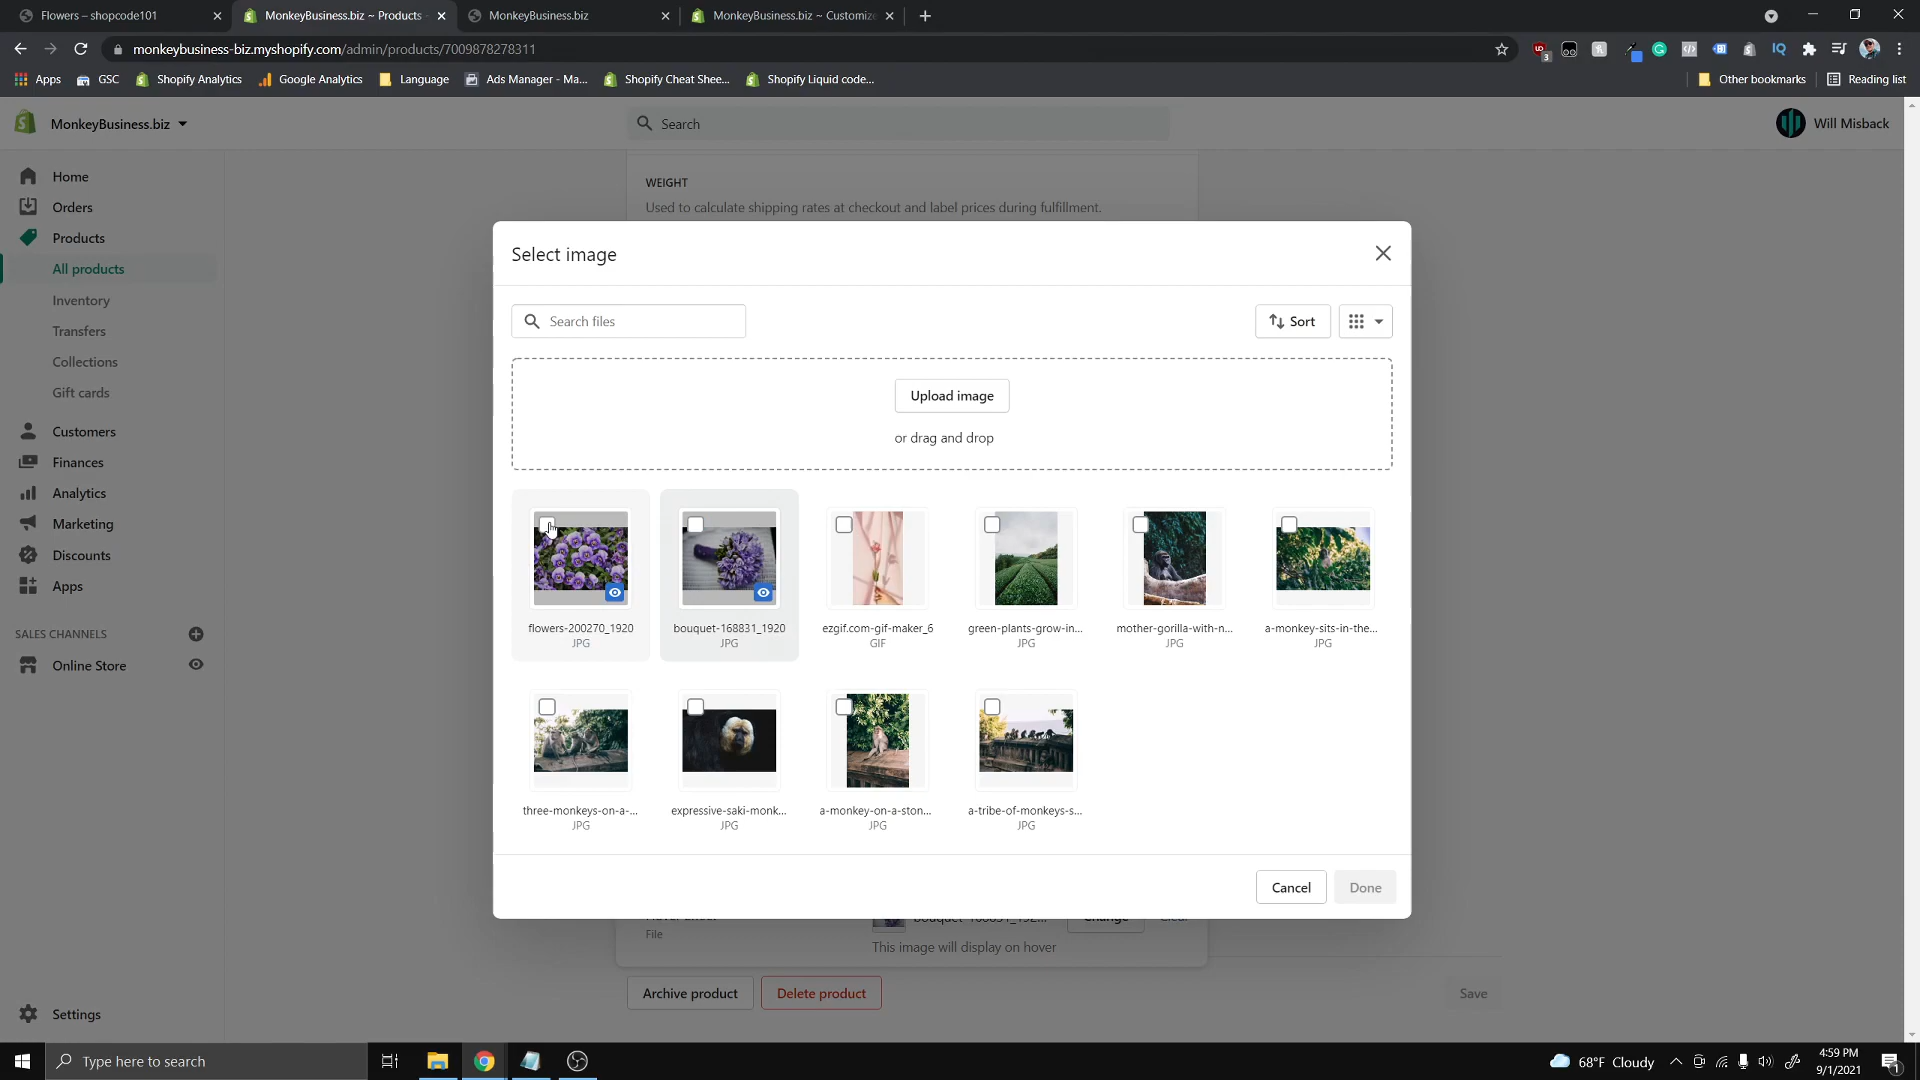 Flowers – shopcode101
MonkeyBusiness.biz ~ Products
MonkeyBusiness.biz
MonkeyBusiness.biz ~ Customize
monkeybusiness-biz.myshopify.com/admin/products/7009878278311
Apps
GSC
Shopify Analytics
Google Analytics
Language
Ads Manager - Ma...
Shopify Cheat Shee...
Shopify Liquid code...
Other bookmarks
Reading list
MonkeyBusiness.biz
Search
Will Misback
Home
Orders
Products
All products
Inventory
Transfers
Collections
Gift cards
Customers
Finances
Analytics
Marketing
Discounts
Apps
SALES CHANNELS
Online Store
Settings
WEIGHT
Used to calculate shipping rates at checkout and label prices during fulfillment.
Select image
Search files
Sort
Upload image
or drag and drop
flowers-200270_1920
JPG
bouquet-168831_1920
JPG
ezgif.com-gif-maker_6
GIF
green-plants-grow-in...
JPG
mother-gorilla-with-n...
JPG
a-monkey-sits-in-the...
JPG
three-monkeys-on-a-...
JPG
expressive-saki-monk...
JPG
a-monkey-on-a-ston...
JPG
a-tribe-of-monkeys-s...
JPG
Cancel
Done
File
This image will display on hover
Archive product
Delete product
Save
Type here to search
68°F Cloudy
4:59 PM
9/1/2021